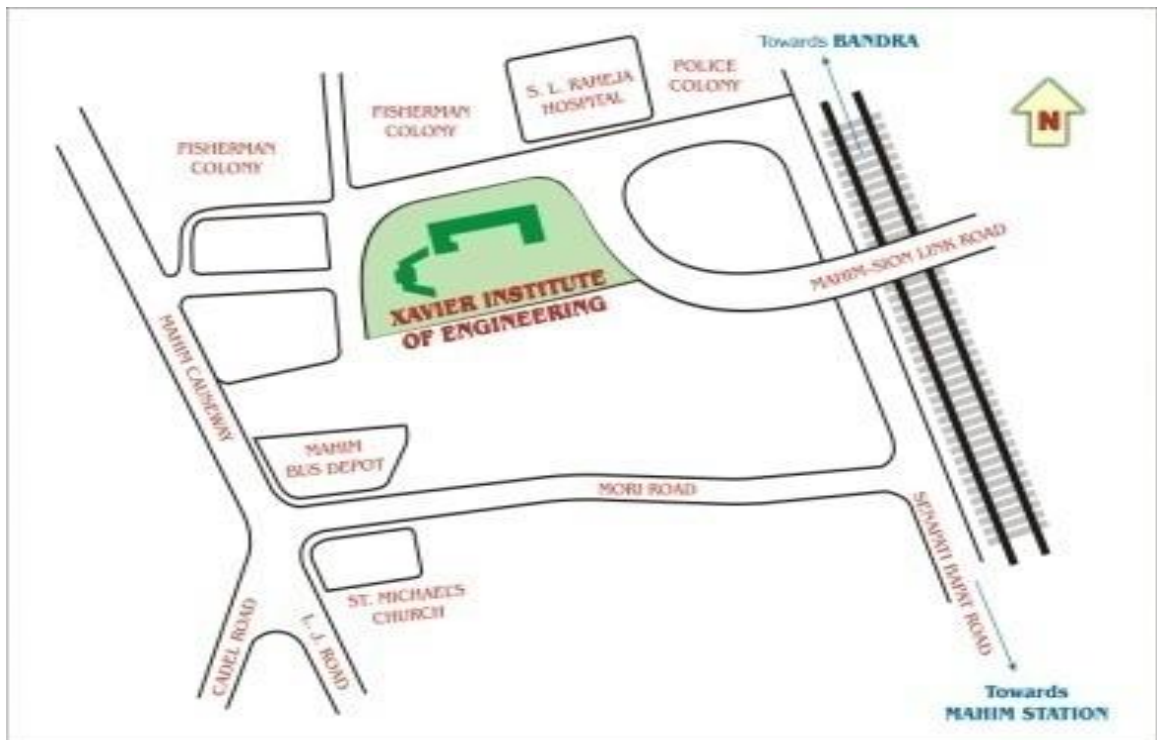 Towards BANDRA
POLICE
COLONY
S. L. RAHEJA
HOSPITAL
FISHERMAN
COLONY
N
FISHERMAN
COLONY
MAHIM-SION LINK ROAD
XAVIER INSTITUTE
OF ENGINEERING
MAHIM CAUSEWAY
MAHIM
BUS DEPOT
MORI ROAD
SENAPATI BAPAT ROAD
ST. MICHAEL'S
CHURCH
CADEL ROAD
L. J. ROAD
Towards
MAHIM STATION